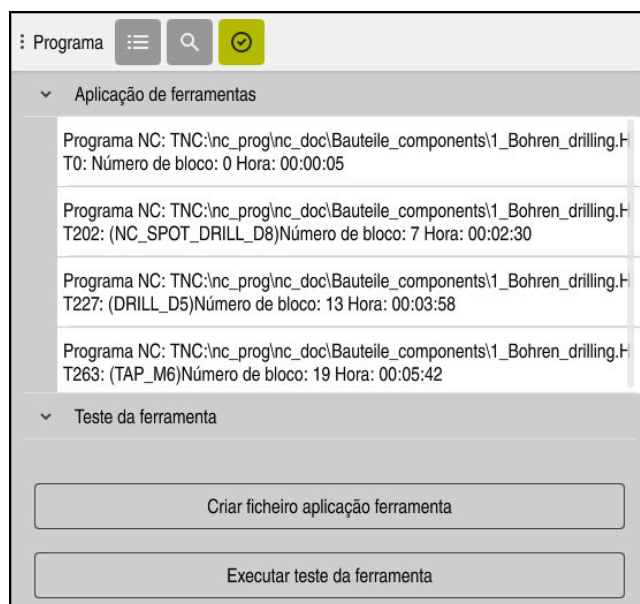 Programa
Aplicação de ferramentas
Programa NC: TNC:\nc_prog\nc_doc\Bauteile_components\1_Bohren_drilling.H
T0: Número de bloco: 0 Hora: 00:00:05
Programa NC: TNC:\nc_prog\nc_doc\Bauteile_components\1_Bohren_drilling.H
T202: (NC_SPOT_DRILL_D8)Número de bloco: 7 Hora: 00:02:30
Programa NC: TNC:\nc_prog\nc_doc\Bauteile_components\1_Bohren_drilling.H
T227: (DRILL_D5)Número de bloco: 13 Hora: 00:03:58
Programa NC: TNC:\nc_prog\nc_doc\Bauteile_components\1_Bohren_drilling.H
T263: (TAP_M6)Número de bloco: 19 Hora: 00:05:42
Teste da ferramenta
Criar ficheiro aplicação ferramenta
Executar teste da ferramenta